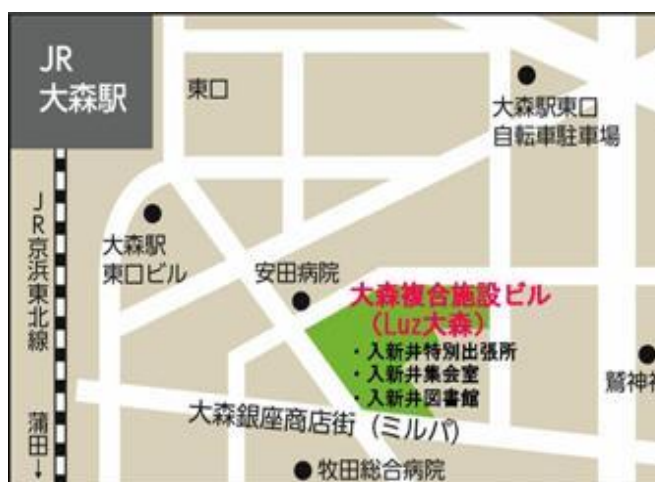 JR
大森駅
東口
大森駅東口
自転車駐車場
JR京浜東北線
大森駅
東口ビル
安田病院
大森複合施設ビル
（Luz大森）
・入新井特別出張所
・入新井集会室
・入新井図書館
鷲神社
大森銀座商店街（ミルパ）
蒲田→
牧田総合病院